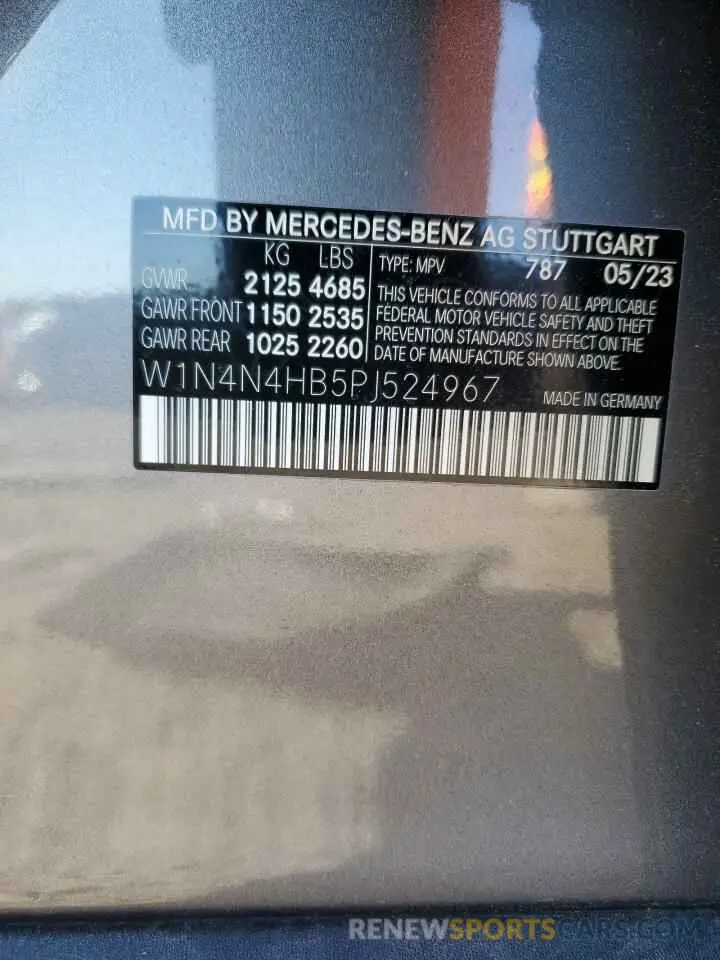 MFD BY MERCEDES-BENZ AG STUTTGART
KG LBS
GVWR 2125 4685
GAWR FRONT 1150 2535
GAWR REAR 1025 2260
TYPE: MPV 787 05/23
THIS VEHICLE CONFORMS TO ALL APPLICABLE
FEDERAL MOTOR VEHICLE SAFETY AND THEFT
PREVENTION STANDARDS IN EFFECT ON THE
DATE OF MANUFACTURE SHOWN ABOVE.
W1N4N4HB5PJ524967
MADE IN GERMANY
RENEWSPORTSCARS.COM